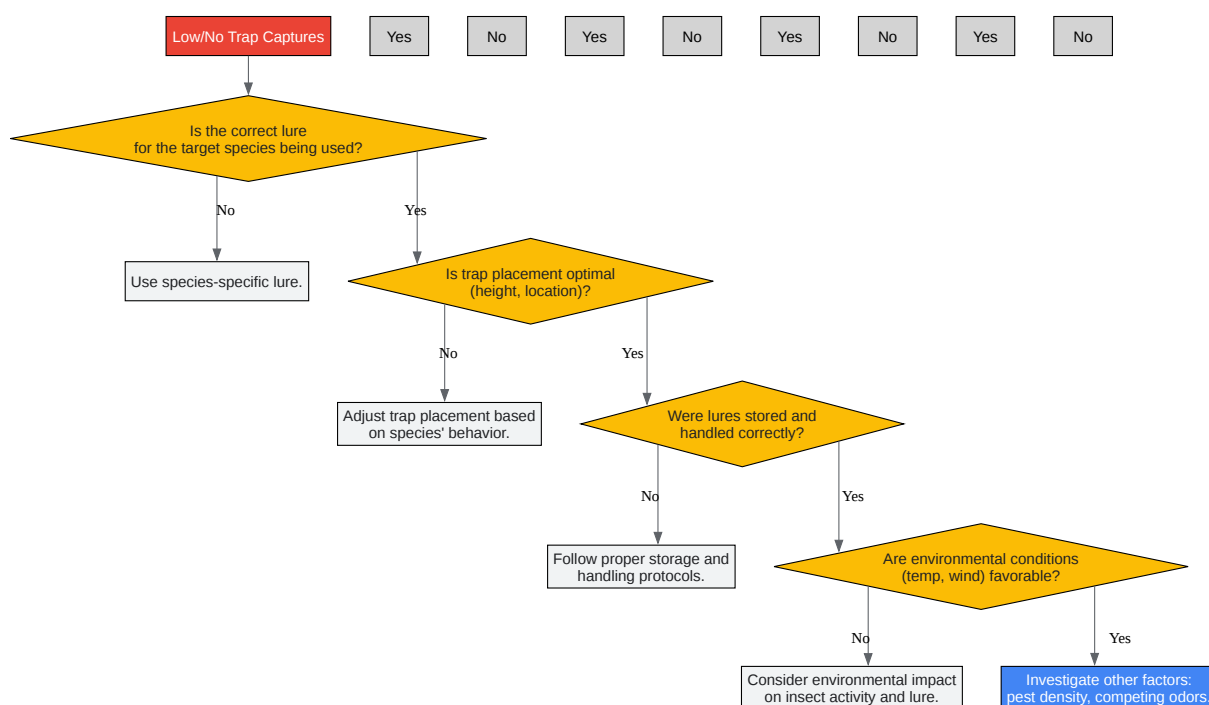 Low/No Trap Captures
Yes
No
Yes
No
Yes
No
Yes
No
Is the correct lure
for the target species being used?
No
Yes
Use species-specific lure.
Is trap placement optimal
(height, location)?
No
Yes
Adjust trap placement based
on species' behavior.
Were lures stored and
handled correctly?
No
Yes
Follow proper storage and
handling protocols.
Are environmental conditions
(temp, wind) favorable?
No
Yes
Consider environmental impact
on insect activity and lure.
Investigate other factors:
pest density, competing odors.